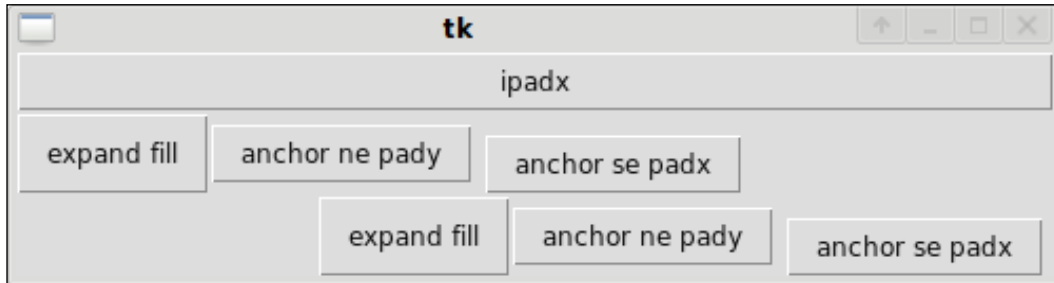 tk
ipadx
expand fill anchor ne pady anchor se padx
expand fill anchor ne pady anchor se padx